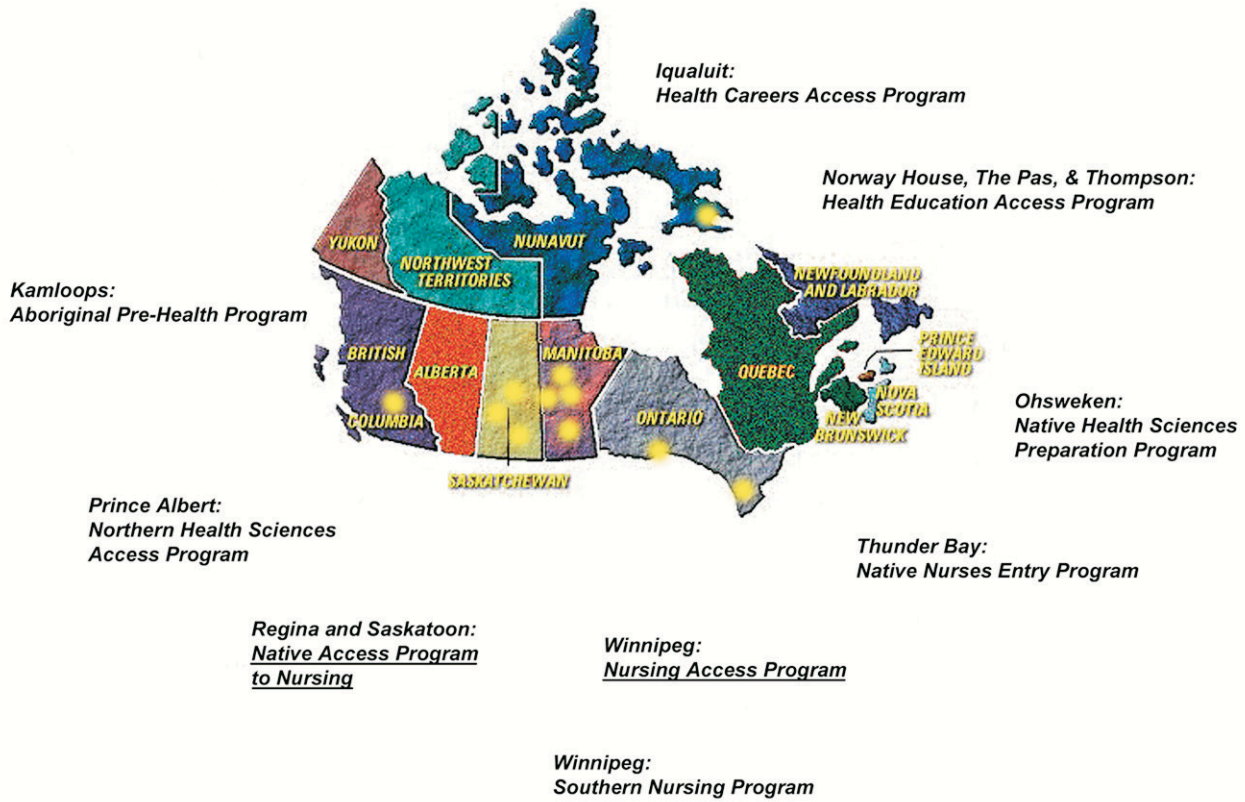 Iqualuit:
Health Careers Access Program
Norway House, The Pas, & Thompson:
Health Education Access Program
YUKON
NUNAVUT
NORTHWEST
TERRITORIES
NEWFOUNDLAND
AND LABRADOR
Kamloops:
Aboriginal Pre-Health Program
BRITISH
COLUMBIA
ALBERTA
MANITOBA
SASKATCHEWAN
ONTARIO
QUEBEC
PRINCE
EDWARD
ISLAND
NOVA
SCOTIA
NEW
BRUNSWICK
Ohsweken:
Native Health Sciences
Preparation Program
Prince Albert:
Northern Health Sciences
Access Program
Thunder Bay:
Native Nurses Entry Program
Regina and Saskatoon:
Native Access Program
to Nursing
Winnipeg:
Nursing Access Program
Winnipeg:
Southern Nursing Program